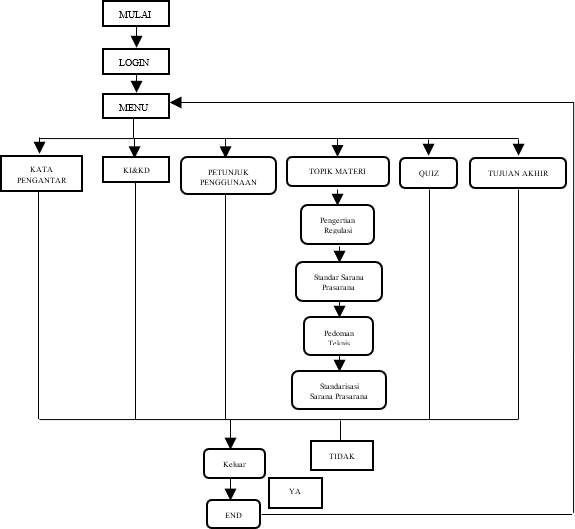 MULAI
LOGIN
MENU
KATA
PENGANTAR
KI&KD
PETUNJUK
PENGGUNAAN
TOPIK MATERI
QUIZ
TUJUAN AKHIR
Pengertian
Regulasi
Standar Sarana
Prasarana
Pedoman
Teknis
Standarisasi
Sarana Prasarana
Keluar
TIDAK
YA
END